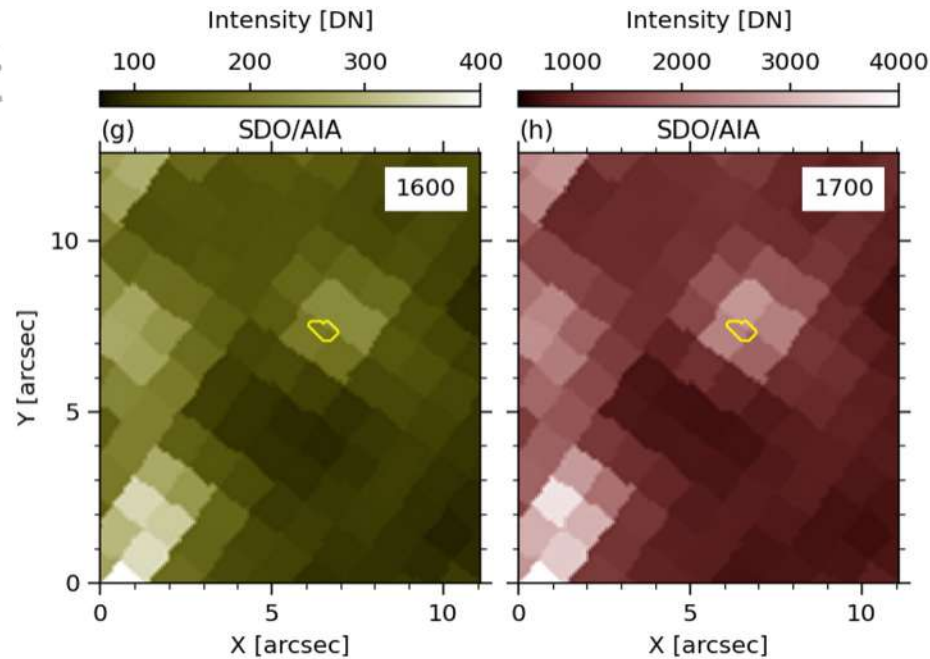 Intensity [DN] Intensity [DN]
100 200 300 400 1000 2000 3000 4000
(g) SDO/AIA (h) SDO/AIA
1600 1700
10
5
0
Y [arcsec]
0 5 10 0 5 10
X [arcsec] X [arcsec]